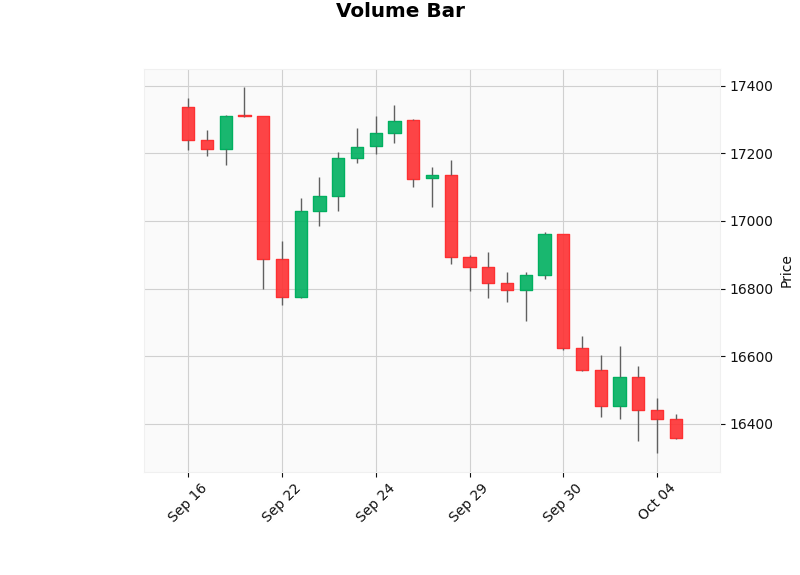 Volume Bar
17400
17200
17000
16800
16600
16400
Price
Sep 16
Sep 22
Sep 24
Sep 29
Sep 30
Oct 04